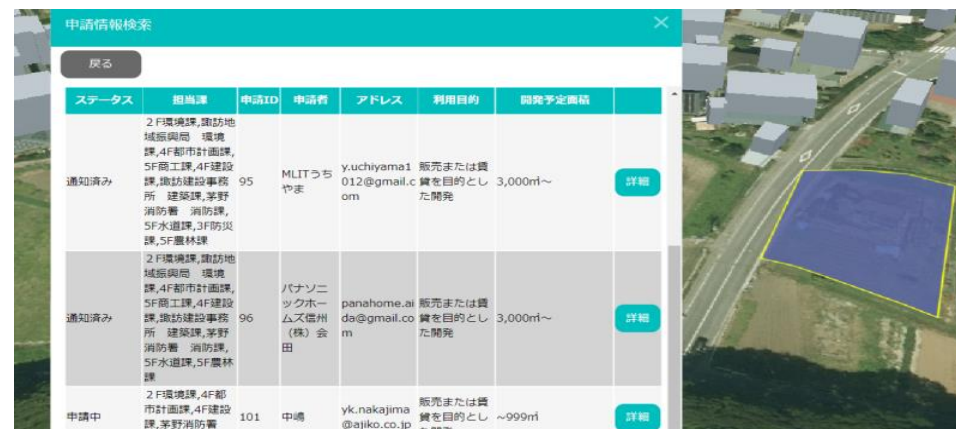 申請情報検索
戻る
ステータス 担当課 申請ID 申請者 アドレス 利用目的 開発予定面積
2F環境課,諏訪地
域振興局 環境
課,4F都市計画課,
5F商工課,4F建設
課,諏訪建設事務
所 建築課,茅野
消防署 消防課,
5F水道課,3F防災
課,5F農林課
通知済み
95
MLITうち
やま
y.uchiyama1
012@gmail.c
om
販売または賃
貸を目的とし
た開発
3,000㎡～
詳細
2F環境課,諏訪地
域振興局 環境
課,4F都市計画課,
5F商工課,4F建設
課,諏訪建設事務
所 建築課,茅野
消防署 消防課,
5F水道課,5F農林
課
通知済み
96
パナソニ
ックホー
ムズ信州
（株）会
田
panahome.ai
da@gmail.co
m
販売または賃
貸を目的とし
た開発
3,000㎡～
詳細
2F環境課,4F都
市計画課,4F建設
課,茅野消防署
申請中
101
中嶋
yk.nakajima
@ajiko.co.jp
販売または賃
貸を目的とし
～999㎡
詳細